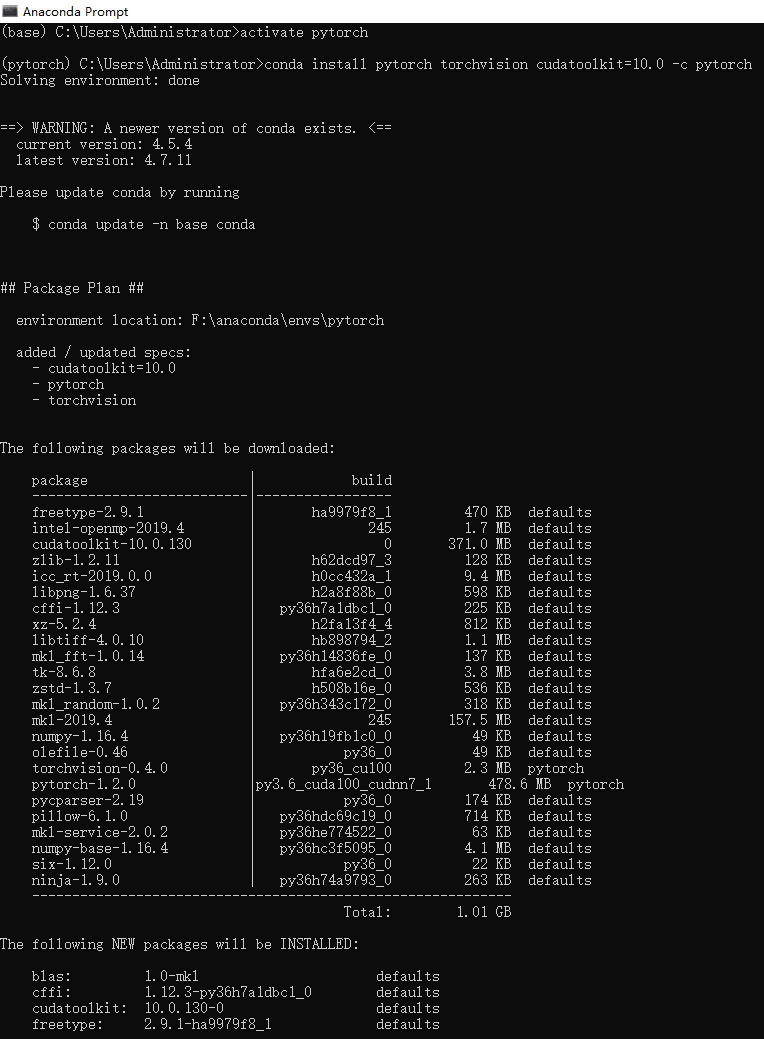 Anaconda Prompt
(base) C:\Users\Administrator>activate pytorch
(pytorch) C:\Users\Administrator>conda install pytorch torchvision cudatoolkit=10.0 -c pytorch
Solving environment: done
==> WARNING: A newer version of conda exists. <==
  current version: 4.5.4
  latest version: 4.7.11
Please update conda by running
    $ conda update -n base conda
## Package Plan ##
  environment location: F:\anaconda\envs\pytorch
  added / updated specs:
    - cudatoolkit=10.0
    - pytorch
    - torchvision
The following packages will be downloaded:
    package                    |            build
    ---------------------------|-----------------
    freetype-2.9.1             |       ha9979f8_1         470 KB  defaults
    intel-openmp-2019.4        |              245         1.7 MB  defaults
    cudatoolkit-10.0.130       |                0       371.0 MB  defaults
    zlib-1.2.11                |       h62dcd97_3         128 KB  defaults
    icc_rt-2019.0.0            |       h0cc432a_1         9.4 MB  defaults
    libpng-1.6.37              |       h2a8f88b_0         598 KB  defaults
    cffi-1.12.3                |   py36h7a1dbc1_0         225 KB  defaults
    xz-5.2.4                   |       h2fa13f4_4         812 KB  defaults
    libtiff-4.0.10             |       hb898794_2         1.1 MB  defaults
    mkl_fft-1.0.14             |   py36h14836fe_0         137 KB  defaults
    tk-8.6.8                   |       hfa6e2cd_0         3.8 MB  defaults
    zstd-1.3.7                 |       h508b16e_0         536 KB  defaults
    mkl_random-1.0.2           |   py36h343c172_0         318 KB  defaults
    mkl-2019.4                 |              245       157.5 MB  defaults
    numpy-1.16.4               |   py36h19fb1c0_0          49 KB  defaults
    olefile-0.46               |           py36_0          49 KB  defaults
    torchvision-0.4.0          |       py36_cu100         2.3 MB  pytorch
    pytorch-1.2.0              |py3.6_cuda100_cudnn7_1       478.6 MB  pytorch
    pycparser-2.19             |           py36_0         174 KB  defaults
    pillow-6.1.0               |   py36hdc69c19_0         714 KB  defaults
    mkl-service-2.0.2          |   py36he774522_0          63 KB  defaults
    numpy-base-1.16.4          |   py36hc3f5095_0         4.1 MB  defaults
    six-1.12.0                 |           py36_0          22 KB  defaults
    ninja-1.9.0                |   py36h74a9793_0         263 KB  defaults
    ------------------------------------------------------------
                                           Total:        1.01 GB
The following NEW packages will be INSTALLED:
    blas:         1.0-mkl                      defaults
    cffi:         1.12.3-py36h7a1dbc1_0        defaults
    cudatoolkit:  10.0.130-0                   defaults
    freetype:     2.9.1-ha9979f8_1             defaults